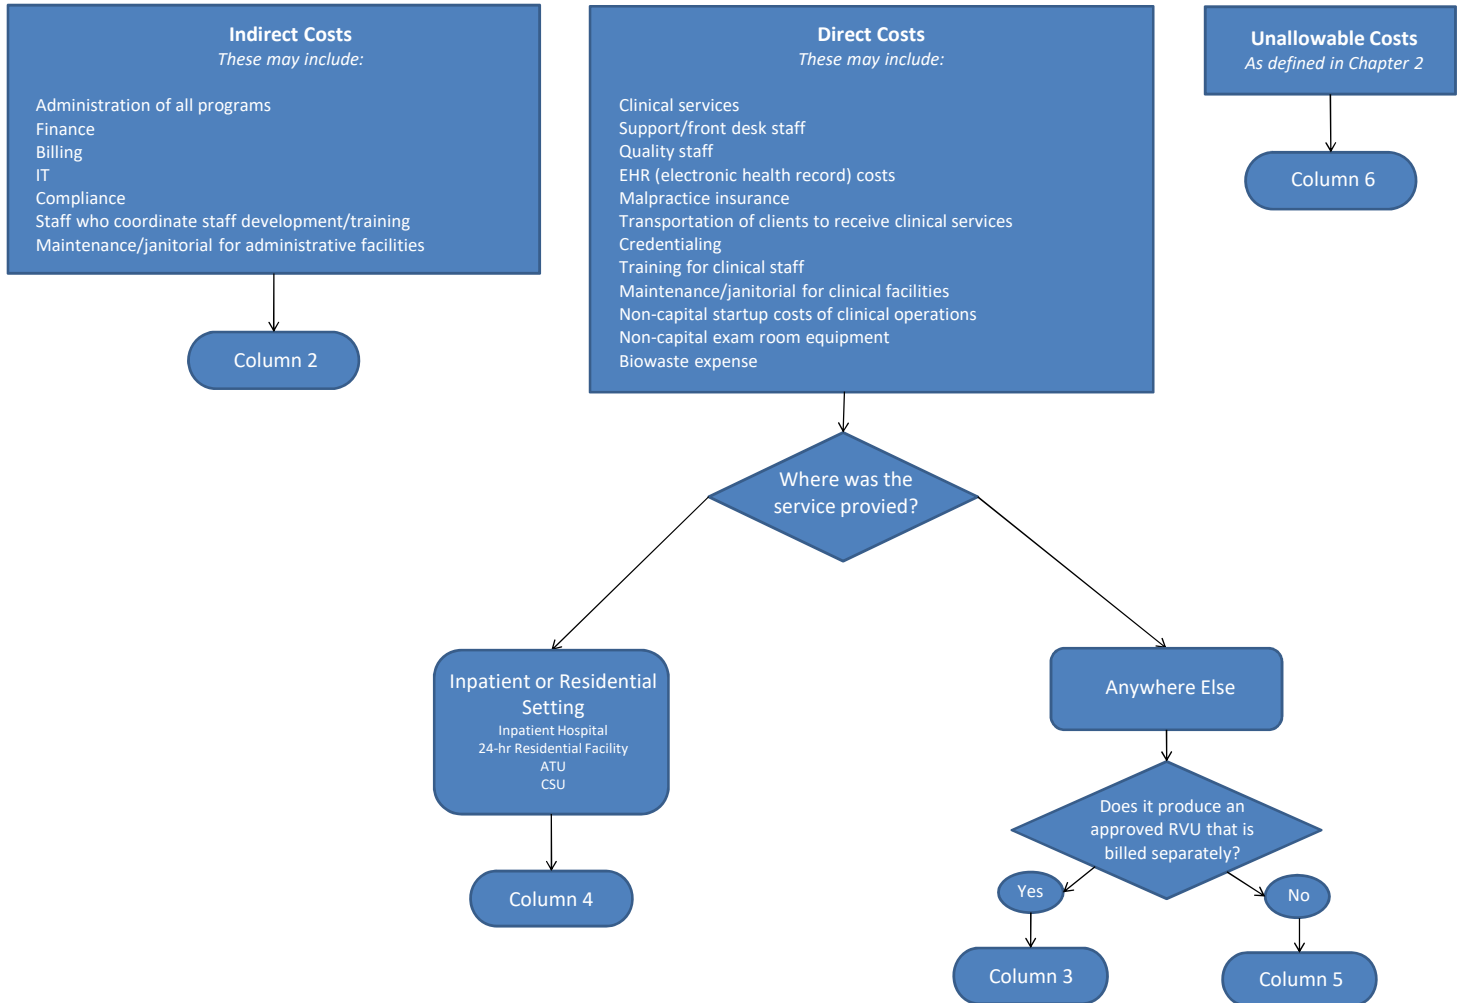 Indirect Costs
These may include:
Administration of all programs
Finance
Billing
IT
Compliance
Staff who coordinate staff development/training
Maintenance/janitorial for administrative facilities
Column 2
Direct Costs
These may include:
Clinical services
Support/front desk staff
Quality staff
EHR (electronic health record) costs
Malpractice insurance
Transportation of clients to receive clinical services
Credentialing
Training for clinical staff
Maintenance/janitorial for clinical facilities
Non-capital startup costs of clinical operations
Non-capital exam room equipment
Biowaste expense
Unallowable Costs
As defined in Chapter 2
Column 6
Where was the
service provied?
Inpatient or Residential
Setting
Inpatient Hospital
24-hr Residential Facility
ATU
CSU
Column 4
Anywhere Else
Does it produce an
approved RVU that is
billed separately?
Yes
No
Column 3
Column 5